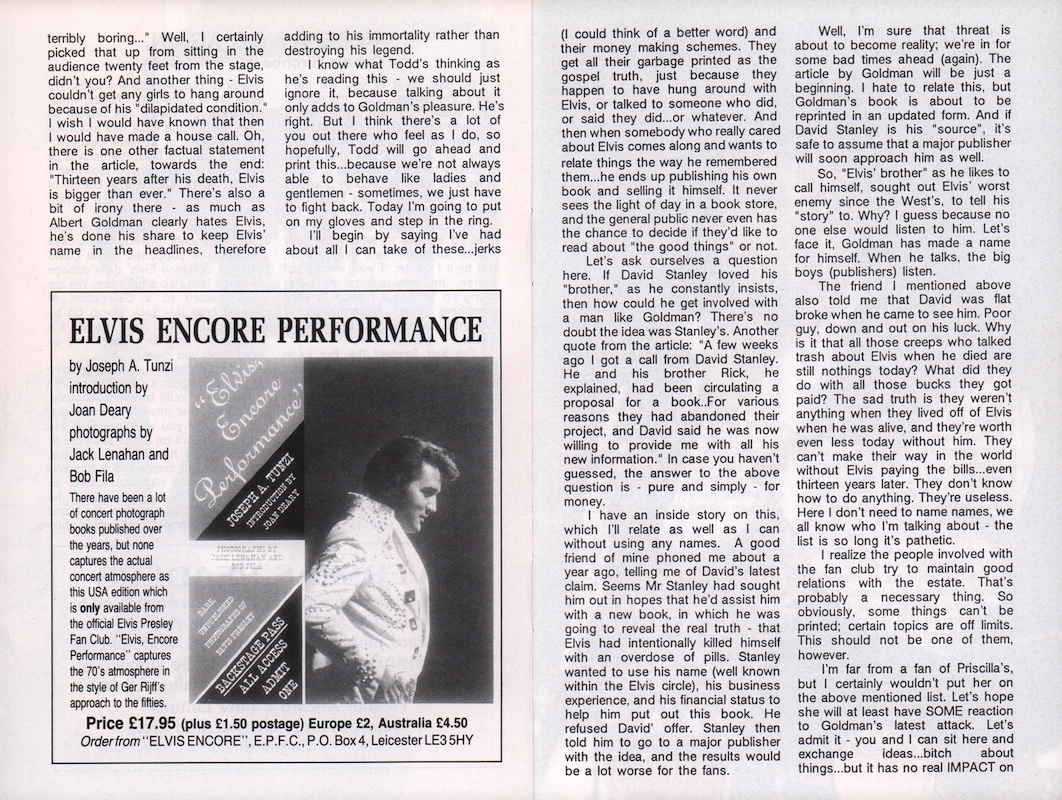 terribly boring..." Well, I certainly
picked that up from sitting in the
audience twenty feet from the stage,
didn't you? And another thing - Elvis
couldn't get any girls to hang around
because of his "dilapidated condition."
I wish I would have known that then
I would have made a house call. Oh,
there is one other factual statement
in the article, towards the end:
"Thirteen years after his death, Elvis
is bigger than ever." There's also a
bit of irony there - as much as
Albert Goldman clearly hates Elvis,
he's done his share to keep Elvis'
name in the headlines, therefore
adding to his immortality rather than
destroying his legend.
I know what Todd's thinking as
he's reading this - we should just
ignore it, because talking about it
only adds to Goldman's pleasure. He's
right. But I think there's a lot of
you out there who feel as I do, so
hopefully, Todd will go ahead and
print this...because we're not always
able to behave like ladies and
gentlemen - sometimes, we just have
to fight back. Today I'm going to put
on my gloves and step in the ring.
I'll begin by saying I've had
about all I can take of these...jerks
ELVIS ENCORE PERFORMANCE
by Joseph A. Tunzi
introduction by
Joan Deary
photographs by
Jack Lenahan and
Bob Fila
There have been a lot
of concert photograph
books published over
the years, but none
captures the actual
concert atmosphere as
this USA edition which
is only available from
the official Elvis Presley
Fan Club. "Elvis, Encore
Performance" captures
the 70's atmosphere in
the style of Ger Rijff's
approach to the fifties.
"Elvis,
Encore
Performance"
JOSEPH A. TUNZI
INTRODUCTION BY
JOAN DEARY
PHOTOGRAPHS BY
JACK LENAHAN AND
BOB FILA
RARE,
UNPUBLISHED
PHOTOGRAPHS OF
ELVIS PRESLEY
BACKSTAGE PASS
ALL ACCESS
ADMIT
ONE
Price £17.95 (plus £1.50 postage) Europe £2, Australia £4.50
Order from "ELVIS ENCORE", E.P.F.C., P.O. Box 4, Leicester LE3 5HY
(I could think of a better word) and
their money making schemes. They
get all their garbage printed as the
gospel truth, just because they
happen to have hung around with
Elvis, or talked to someone who did,
or said they did...or whatever. And
then when somebody who really cared
about Elvis comes along and wants to
relate things the way he remembered
them...he ends up publishing his own
book and selling it himself. It never
sees the light of day in a book store,
and the general public never even has
the chance to decide if they'd like to
read about "the good things" or not.
Let's ask ourselves a question
here. If David Stanley loved his
"brother," as he constantly insists,
then how could he get involved with
a man like Goldman? There's no
doubt the idea was Stanley's. Another
quote from the article: "A few weeks
ago I got a call from David Stanley.
He and his brother Rick, he
explained, had been circulating a
proposal for a book..For various
reasons they had abandoned their
project, and David said he was now
willing to provide me with all his
new information." In case you haven't
guessed, the answer to the above
question is - pure and simply - for
money.
I have an inside story on this,
which I'll relate as well as I can
without using any names. A good
friend of mine phoned me about a
year ago, telling me of David's latest
claim. Seems Mr Stanley had sought
him out in hopes that he'd assist him
with a new book, in which he was
going to reveal the real truth - that
Elvis had intentionally killed himself
with an overdose of pills. Stanley
wanted to use his name (well known
within the Elvis circle), his business
experience, and his financial status to
help him put out this book. He
refused David' offer. Stanley then
told him to go to a major publisher
with the idea, and the results would
be a lot worse for the fans.
Well, I'm sure that threat is
about to become reality; we're in for
some bad times ahead (again). The
article by Goldman will be just a
beginning. I hate to relate this, but
Goldman's book is about to be
reprinted in an updated form. And if
David Stanley is his "source", it's
safe to assume that a major publisher
will soon approach him as well.
So, "Elvis' brother" as he likes to
call himself, sought out Elvis' worst
enemy since the West's, to tell his
"story" to. Why? I guess because no
one else would listen to him. Let's
face it, Goldman has made a name
for himself. When he talks, the big
boys (publishers) listen.
The friend I mentioned above
also told me that David was flat
broke when he came to see him. Poor
guy, down and out on his luck. Why
is it that all those creeps who talked
trash about Elvis when he died are
still nothings today? What did they
do with all those bucks they got
paid? The sad truth is they weren't
anything when they lived off of Elvis
when he was alive, and they're worth
even less today without him. They
can't make their way in the world
without Elvis paying the bills...even
thirteen years later. They don't know
how to do anything. They're useless.
Here I don't need to name names, we
all know who I'm talking about - the
list is so long it's pathetic.
I realize the people involved with
the fan club try to maintain good
relations with the estate. That's
probably a necessary thing. So
obviously, some things can't be
printed; certain topics are off limits.
This should not be one of them,
however.
I'm far from a fan of Priscilla's,
but I certainly wouldn't put her on
the above mentioned list. Let's hope
she will at least have SOME reaction
to Goldman's latest attack. Let's
admit it - you and I can sit here and
exchange ideas...bitch about
things...but it has no real IMPACT on